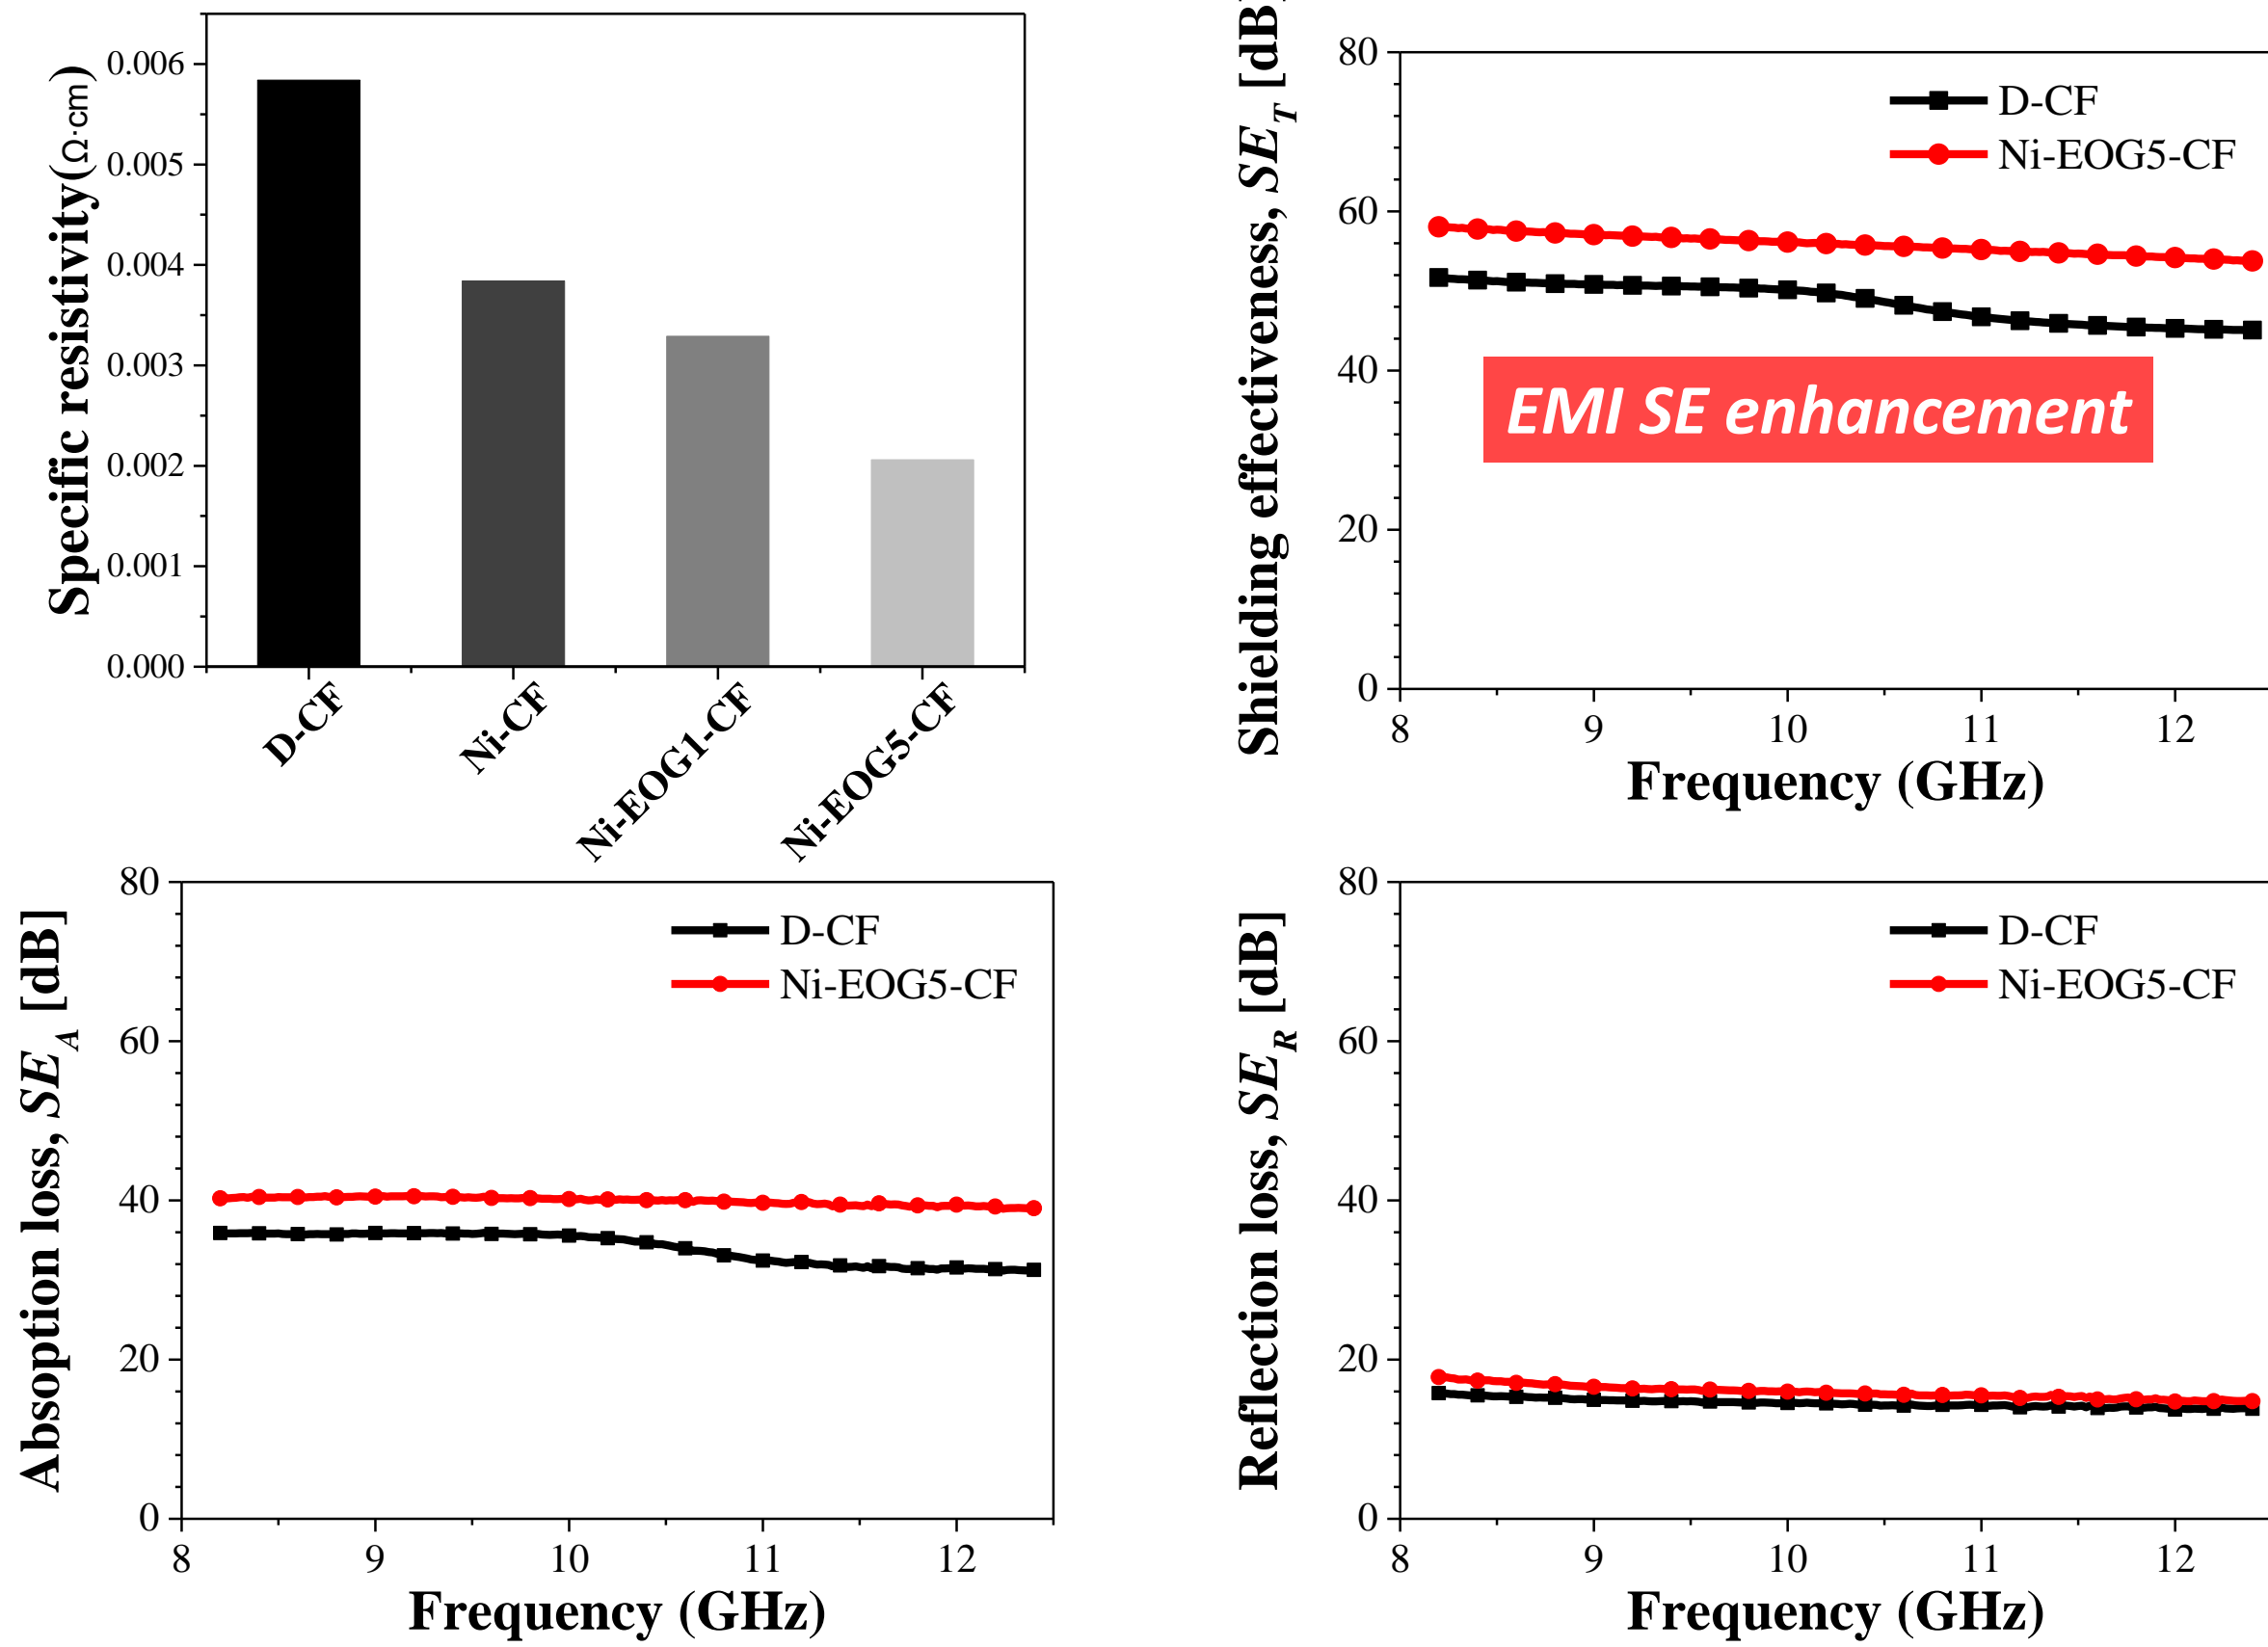 Specific resistivity(Ω·cm)
0.006
0.005
0.004
0.003
0.002
0.001
0.000
D-CF
Ni-CF
Ni-EOG1-CF
Ni-EOG5-CF
Shielding effectiveness, SE_T [dB]
80
60
40
20
0
D-CF
Ni-EOG5-CF
EMI SE enhancement
8
9
10
11
12
Frequency (GHz)
Absoption loss, SE_A [dB]
80
60
40
20
0
D-CF
Ni-EOG5-CF
8
9
10
11
12
Frequency (GHz)
Reflection loss, SE_R [dB]
80
60
40
20
0
D-CF
Ni-EOG5-CF
8
9
10
11
12
Frequency (GHz)